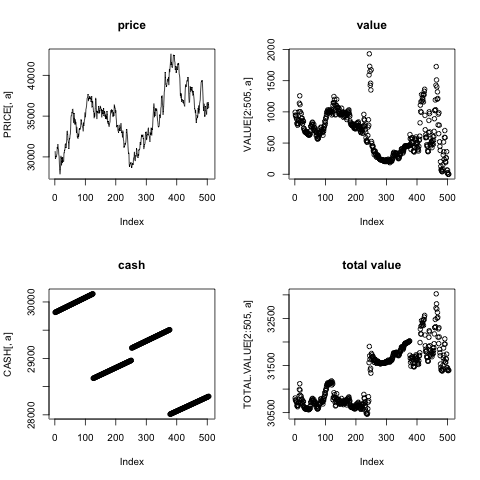 price
PRICE[, a]
30000 35000 40000
0 100 200 300 400 500
Index
value
VALUE[2:505, a]
0 500 1000 1500 2000
0 100 200 300 400 500
Index
cash
CASH[, a]
28000 29000 30000
0 100 200 300 400 500
Index
total value
TOTAL.VALUE[2:505, a]
30500 31500 32500
0 100 200 300 400 500
Index